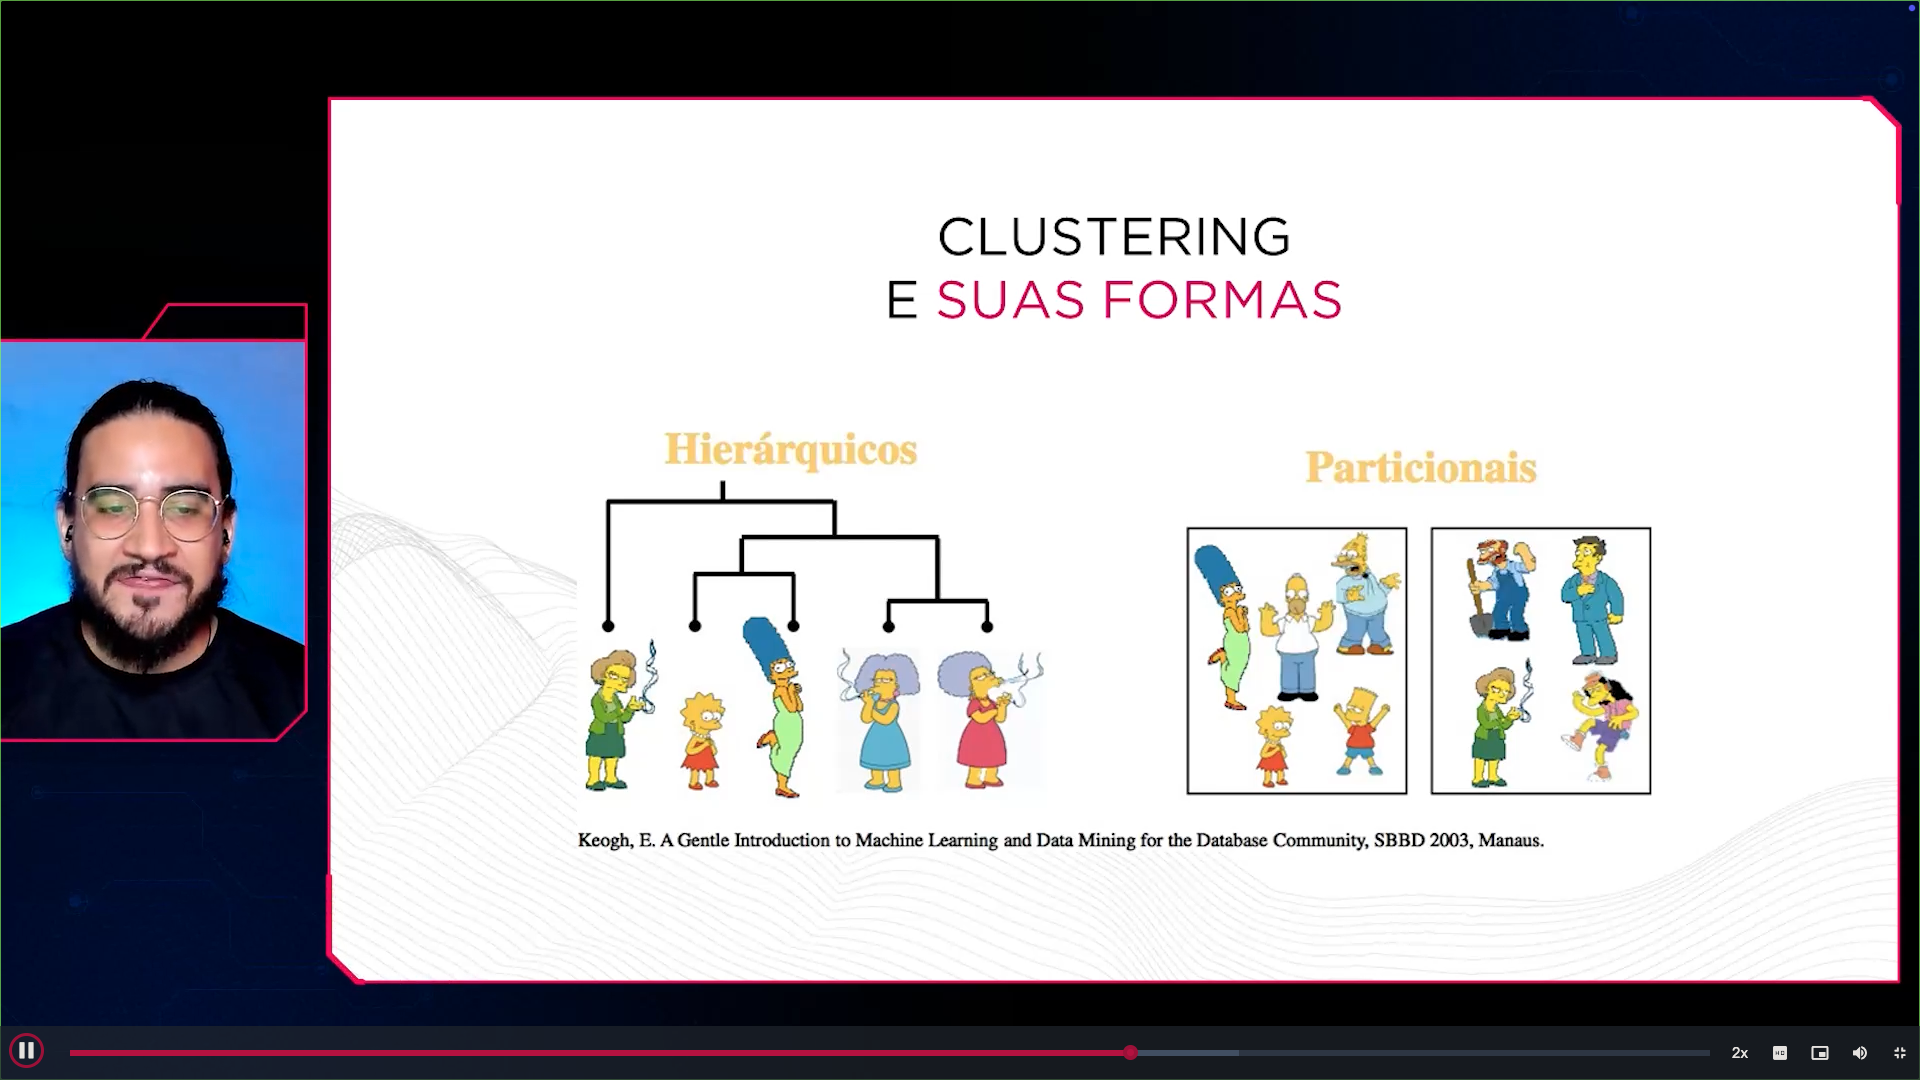 CLUSTERING
E SUAS FORMAS
Hierárquicos
Particionais
Keogh, E. A Gentle Introduction to Machine Learning and Data Mining for the Database Community, SBBD 2003, Manaus.
2x
HD